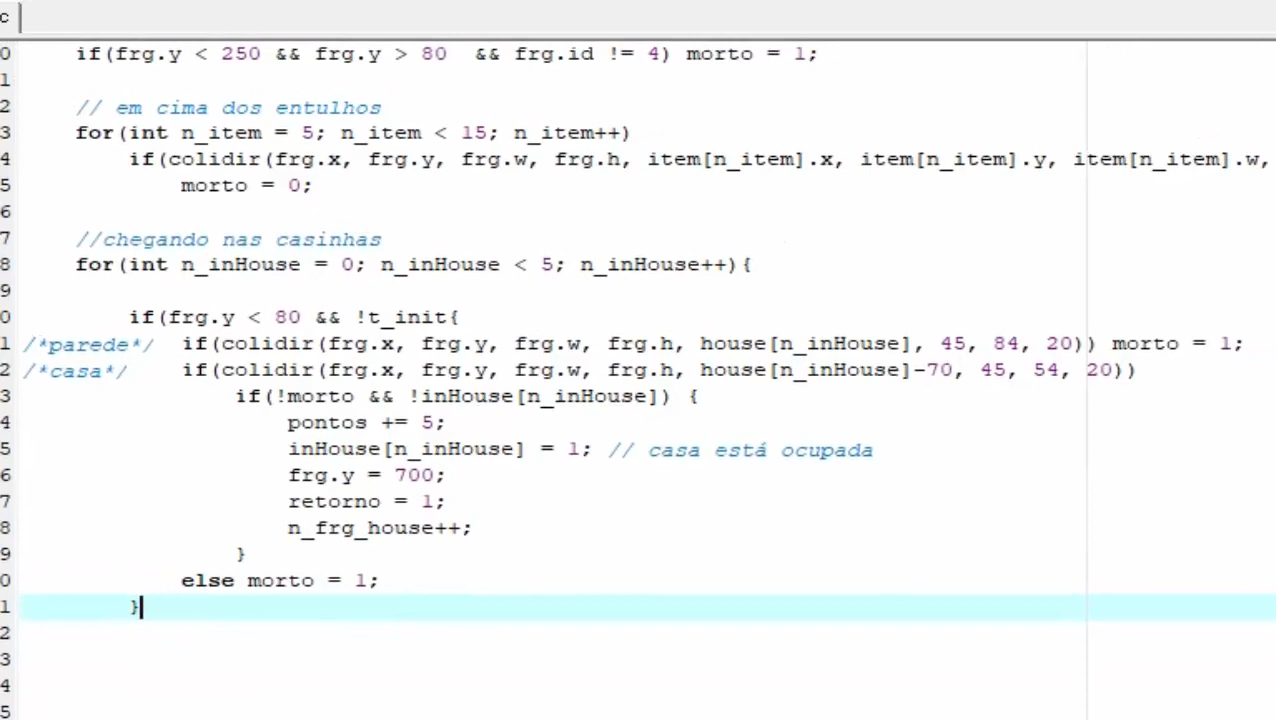 c
0 if(frg.y < 250 && frg.y > 80  && frg.id != 4) morto = 1;
1
2 // em cima dos entulhos
3 for(int n_item = 5; n_item < 15; n_item++)
4 if(colidir(frg.x, frg.y, frg.w, frg.h, item[n_item].x, item[n_item].y, item[n_item].w,
5 morto = 0;
6
7 //chegando nas casinhas
8 for(int n_inHouse = 0; n_inHouse < 5; n_inHouse++){
9
0 if(frg.y < 80 && !t_init{
1 /*parede*/ if(colidir(frg.x, frg.y, frg.w, frg.h, house[n_inHouse], 45, 84, 20)) morto = 1;
2 /*casa*/ if(colidir(frg.x, frg.y, frg.w, frg.h, house[n_inHouse]-70, 45, 54, 20))
3 if(!morto && !inHouse[n_inHouse]) {
4 pontos += 5;
5 inHouse[n_inHouse] = 1; // casa está ocupada
6 frg.y = 700;
7 retorno = 1;
8 n_frg_house++;
9 }
0 else morto = 1;
1 }
2
3
4
5